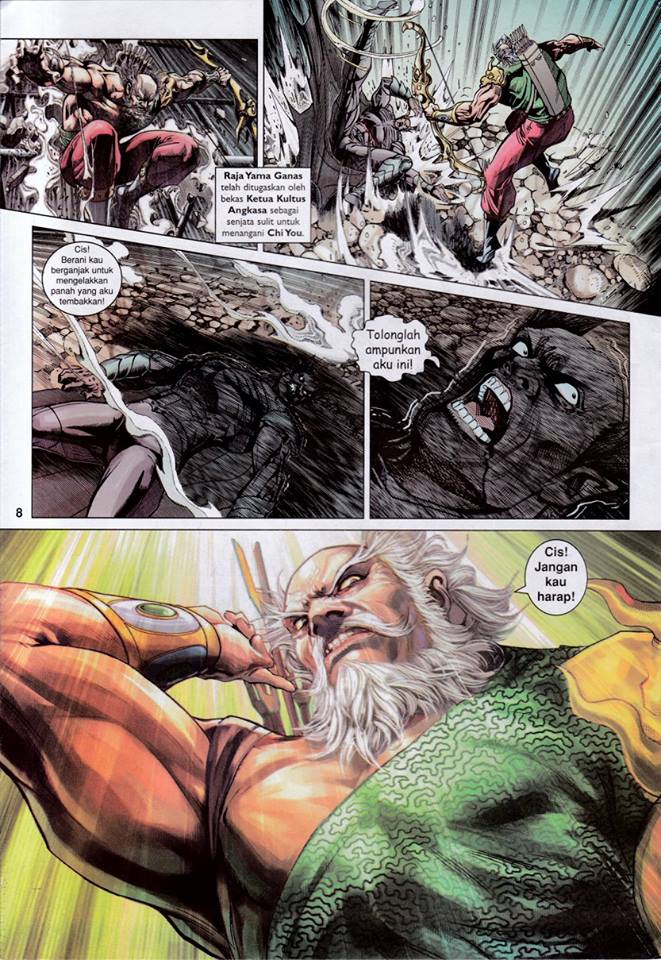 Raja Yama Ganas
telah ditugaskan oleh
bekas Ketua Kultus
Angkasa sebagai
senjata sulit untuk
menangani Chi You.
Cis!
Berani kau
berganjak untuk
mengelakkan
panah yang aku
tembakkan!
Tolonglah
ampunkan
aku ini!
8
Cis!
Jangan
kau
harap!